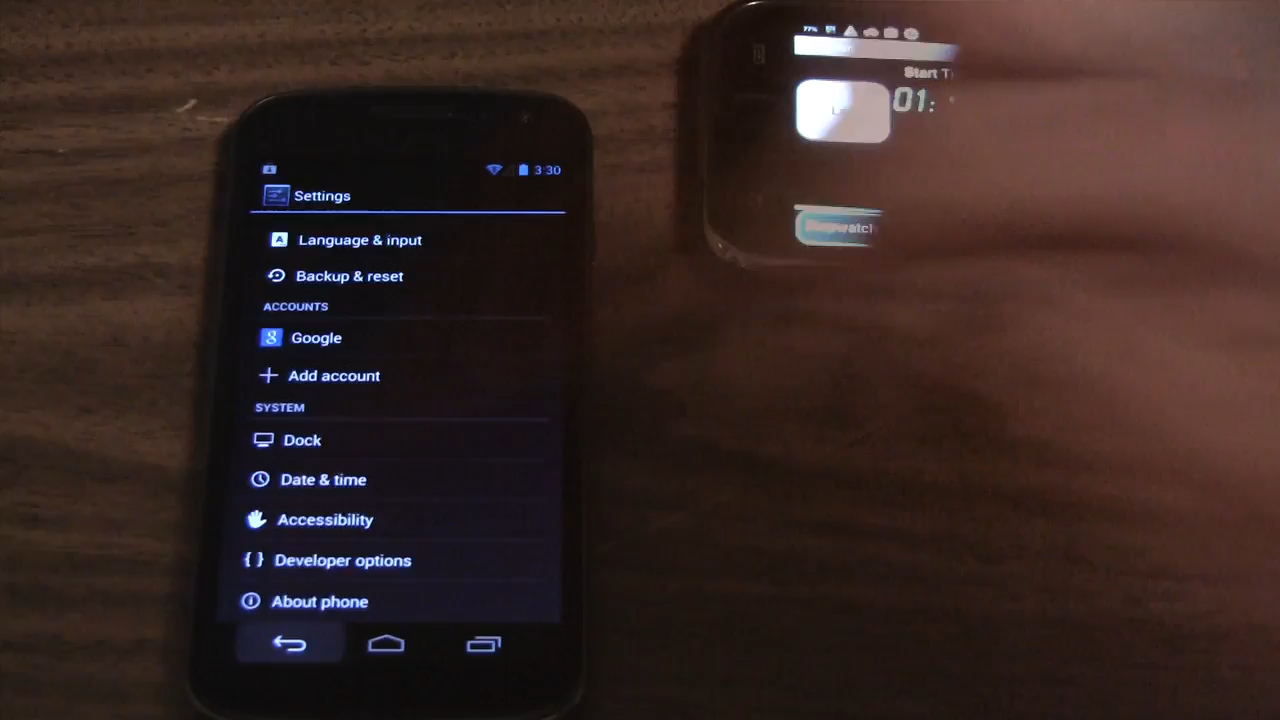 3:30
Settings
Language & input
Backup & reset
ACCOUNTS
Google
Add account
SYSTEM
Dock
Date & time
Accessibility
Developer options
About phone
Start
01: